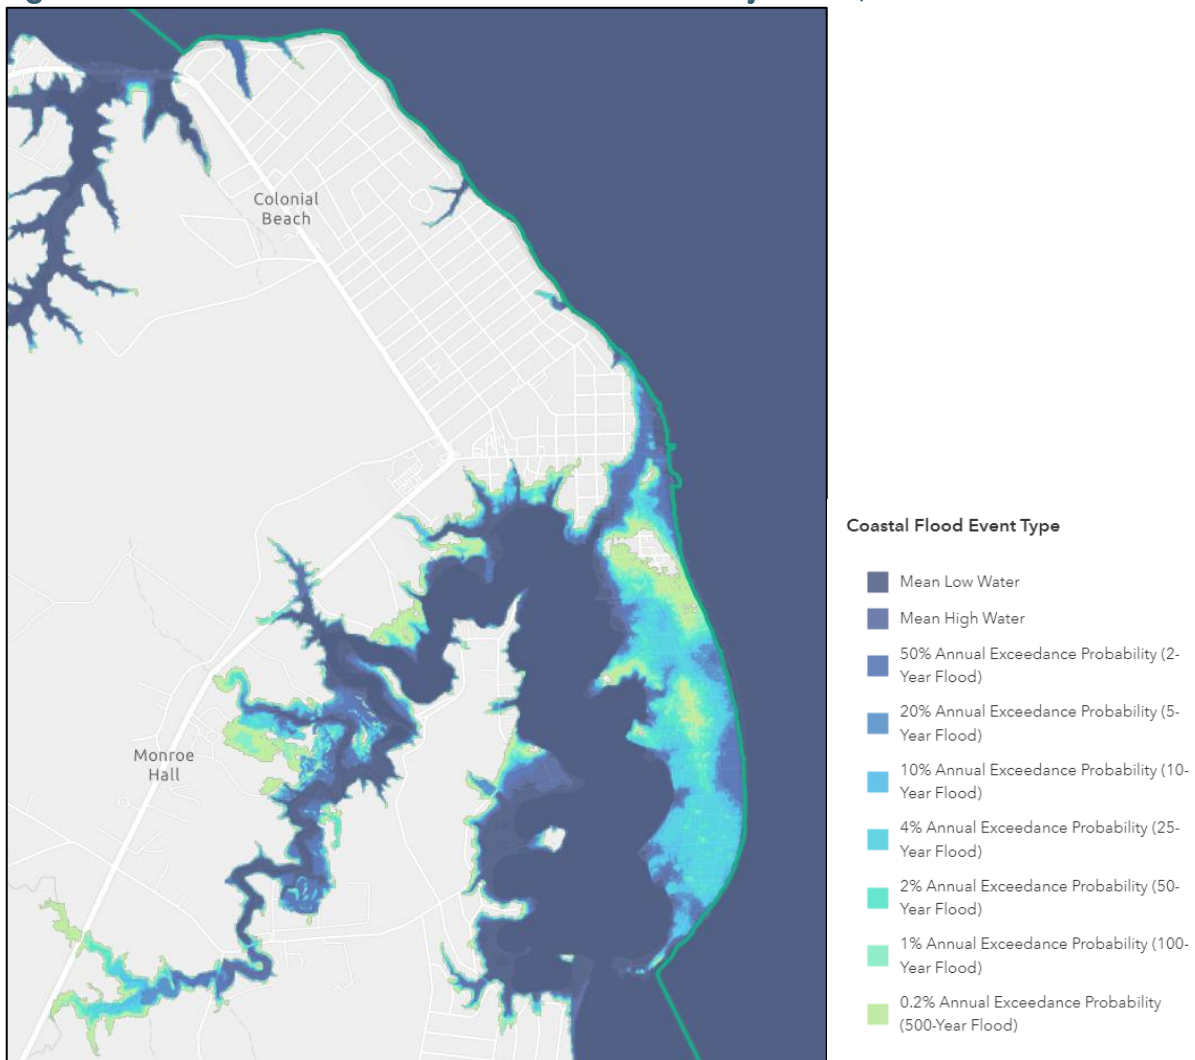 Colonial
Beach
Monroe
Hall
Coastal Flood Event Type
Mean Low Water
Mean High Water
50% Annual Exceedance Probability (2-
Year Flood)
20% Annual Exceedance Probability (5-
Year Flood)
10% Annual Exceedance Probability (10-
Year Flood)
4% Annual Exceedance Probability (25-
Year Flood)
2% Annual Exceedance Probability (50-
Year Flood)
1% Annual Exceedance Probability (100-
Year Flood)
0.2% Annual Exceedance Probability
(500-Year Flood)